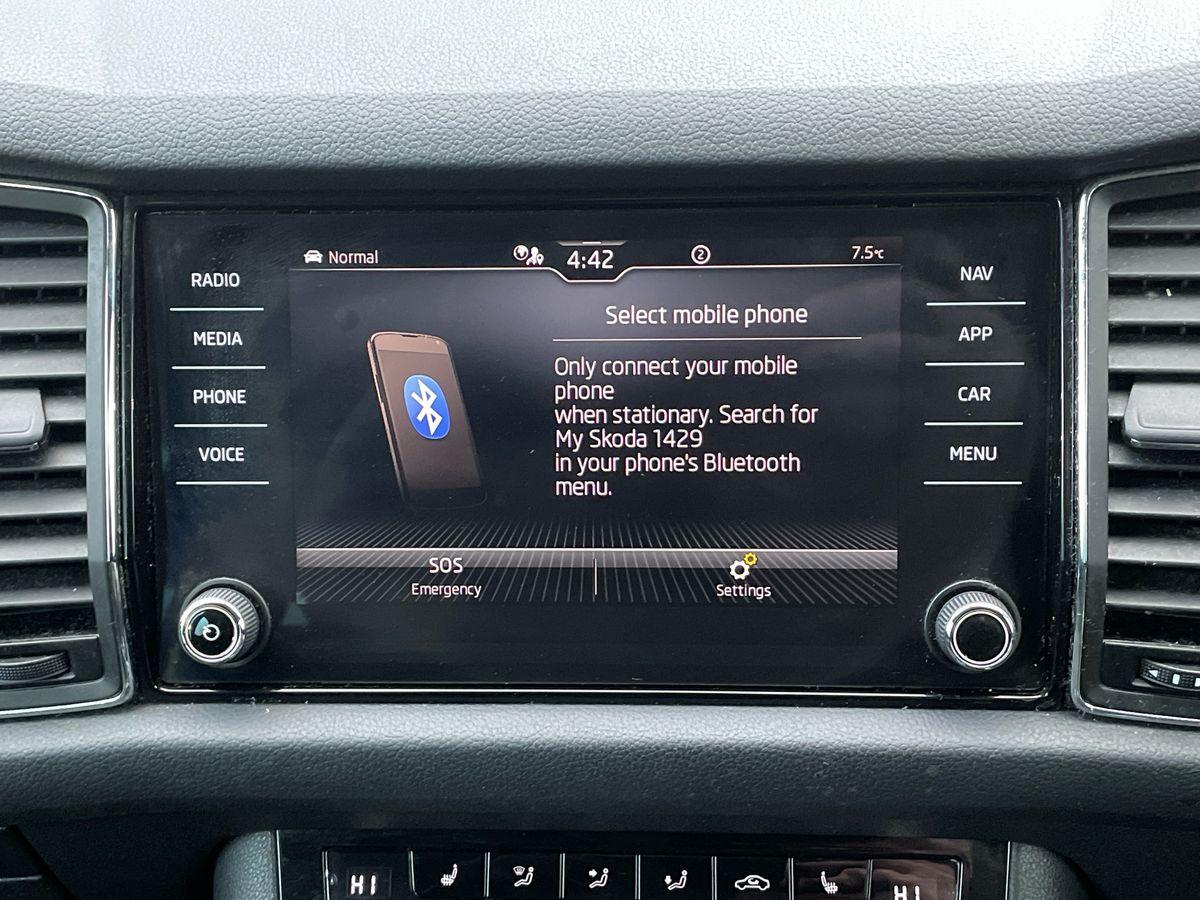 Normal
4:42
2
7.5°C
RADIO
MEDIA
PHONE
VOICE
NAV
APP
CAR
MENU
Select mobile phone
Only connect your mobile
phone
when stationary. Search for
My Skoda 1429
in your phone's Bluetooth
menu.
SOS
Emergency
Settings
HI
HI